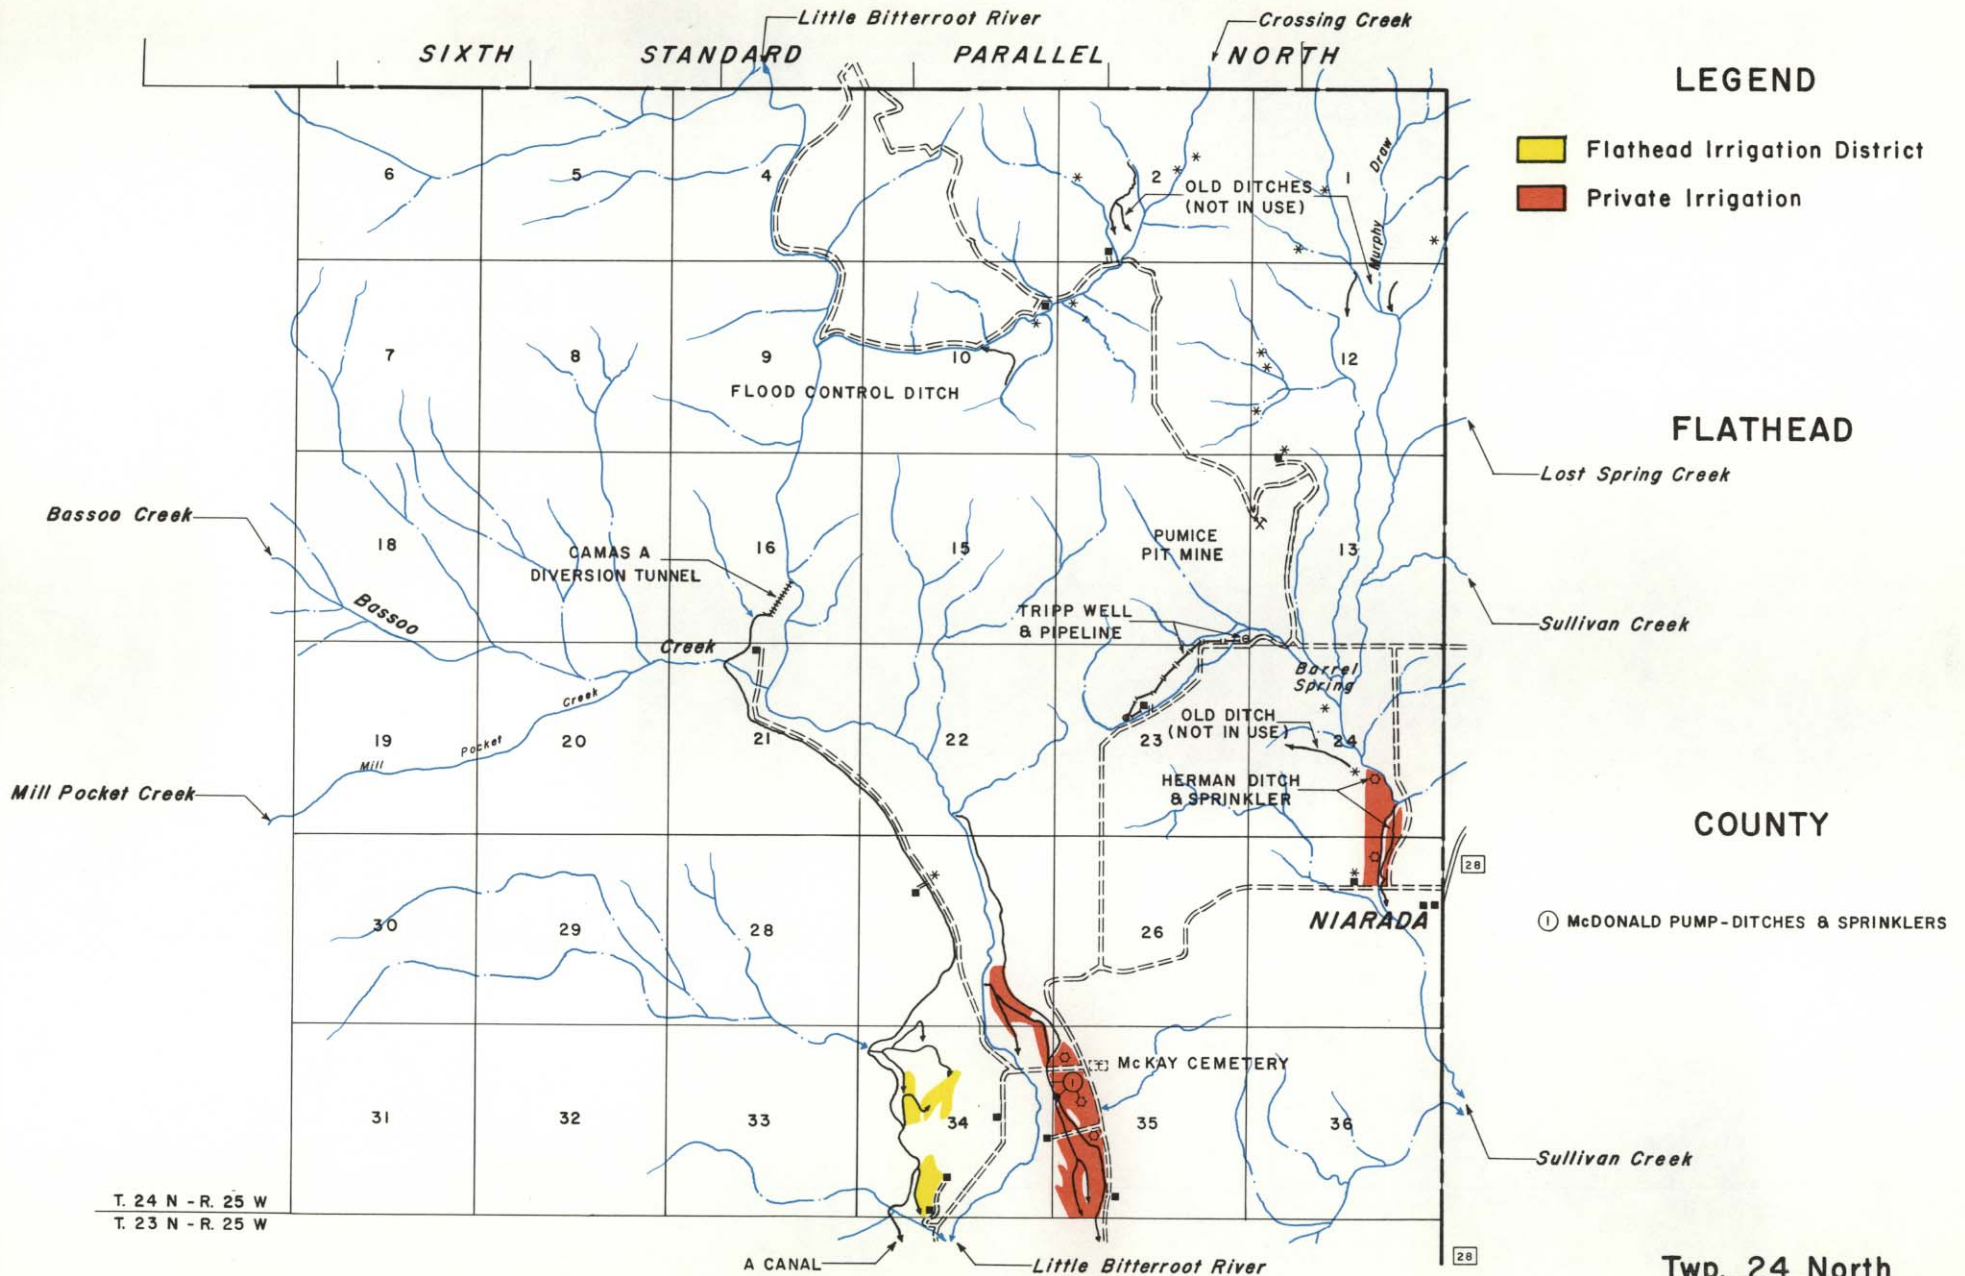 Little Bitterroot River
Crossing Creek
SIXTH STANDARD PARALLEL NORTH
LEGEND
Flathead Irrigation District
Private Irrigation
6
5
4
2
1
OLD DITCHES
(NOT IN USE)
Murphy Draw
7
8
9
10
12
FLOOD CONTROL DITCH
FLATHEAD
Lost Spring Creek
Bassoo Creek
18
16
15
13
CAMAS A
DIVERSION TUNNEL
PUMICE
PIT MINE
Bassoo Creek
TRIPP WELL
& PIPELINE
Sullivan Creek
Barrel
Spring
19
20
21
22
23
24
Mill Pocket Creek
OLD DITCH
(NOT IN USE)
HERMAN DITCH
& SPRINKLER
Mill Pocket Creek
COUNTY
28
30
29
28
26
NIARADA
1 McDONALD PUMP-DITCHES & SPRINKLERS
McKAY CEMETERY
1
31
32
33
34
35
36
Sullivan Creek
T. 24 N - R. 25 W
T. 23 N - R. 25 W
A CANAL
Little Bitterroot River
28
Twp. 24 North